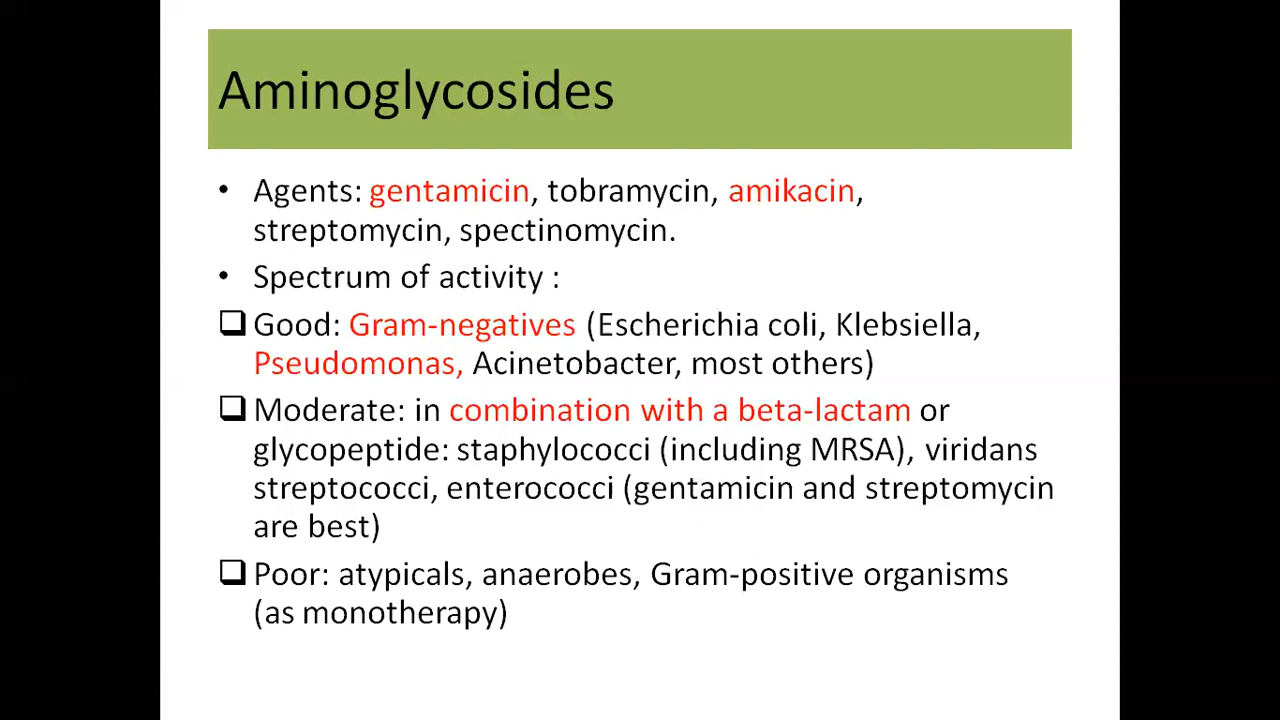 Aminoglycosides
• Agents: gentamicin, tobramycin, amikacin,
streptomycin, spectinomycin.
• Spectrum of activity :
❑ Good: Gram-negatives (Escherichia coli, Klebsiella,
Pseudomonas, Acinetobacter, most others)
❑ Moderate: in combination with a beta-lactam or
glycopeptide: staphylococci (including MRSA), viridans
streptococci, enterococci (gentamicin and streptomycin
are best)
❑ Poor: atypicals, anaerobes, Gram-positive organisms
(as monotherapy)